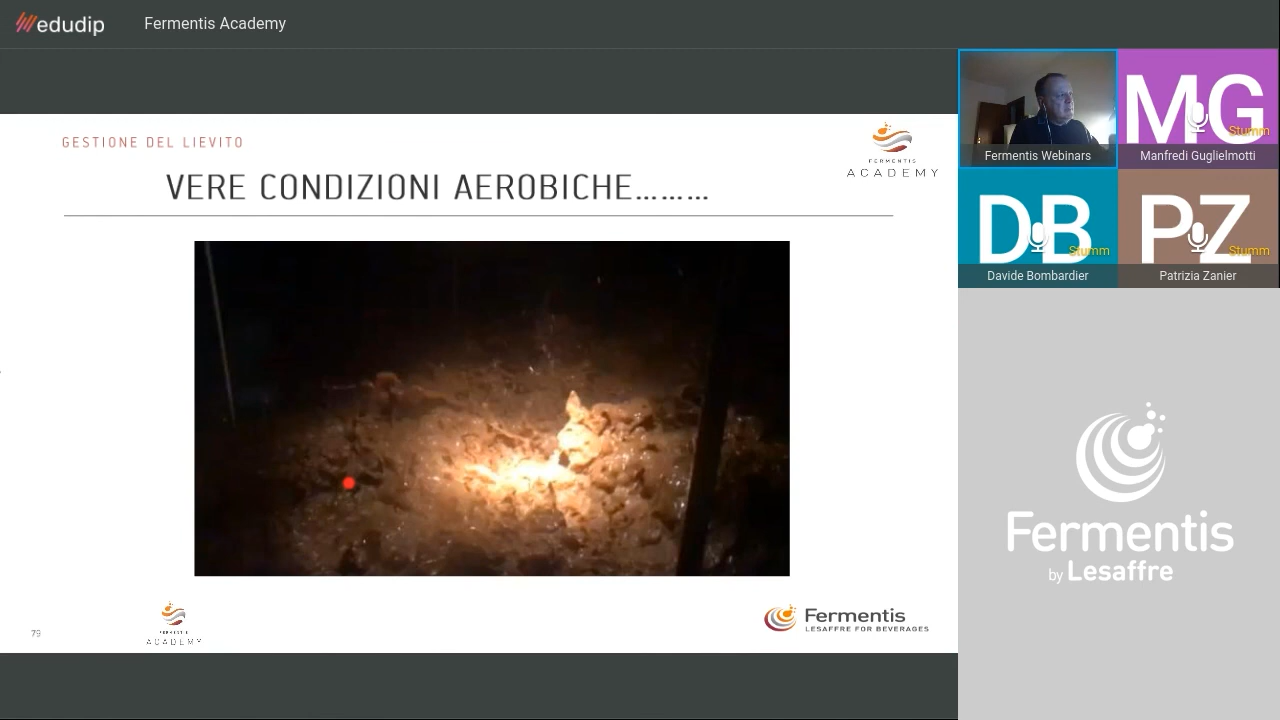 edudip
Fermentis Academy
GESTIONE DEL LIEVITO
FERMENTIS
ACADEMY
VERE CONDIZIONI AEROBICHE.........
79
FERMENTIS
ACADEMY
Fermentis
LESAFFRE FOR BEVERAGES
Fermentis Webinars
MG
Stumm
Manfredi Guglielmotti
DB
Stumm
Davide Bombardier
PZ
Stumm
Patrizia Zanier
Fermentis
by Lesaffre